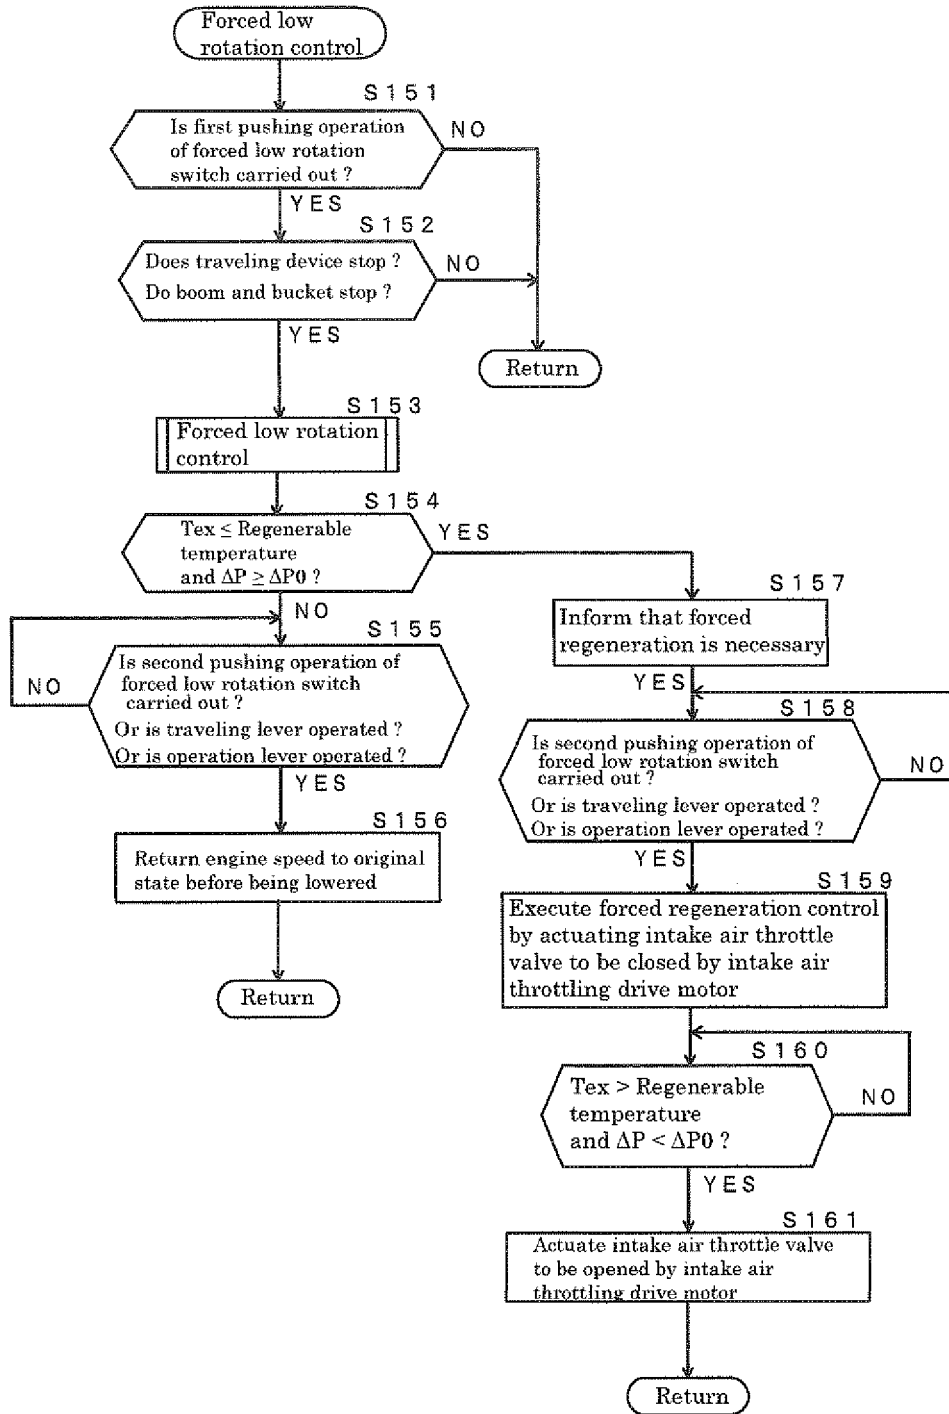 Forced low
rotation control
S151
Is first pushing operation
of forced low rotation
switch carried out ?
NO
YES
S152
Does traveling device stop ?
Do boom and bucket stop ?
NO
YES
Return
S153
Forced low rotation
control
S154
Tex ≤ Regenerable
temperature
and ΔP ≥ ΔP0 ?
YES
NO
S155
Is second pushing operation of
forced low rotation switch
carried out ?
Or is traveling lever operated ?
Or is operation lever operated ?
NO
YES
S156
Return engine speed to original
state before being lowered
Return
S157
Inform that forced
regeneration is necessary
YES
S158
Is second pushing operation of
forced low rotation switch
carried out ?
Or is traveling lever operated ?
Or is operation lever operated ?
NO
YES
S159
Execute forced regeneration control
by actuating intake air throttle
valve to be closed by intake air
throttling drive motor
S160
Tex > Regenerable
temperature
and ΔP < ΔP0 ?
NO
YES
S161
Actuate intake air throttle valve
to be opened by intake air
throttling drive motor
Return